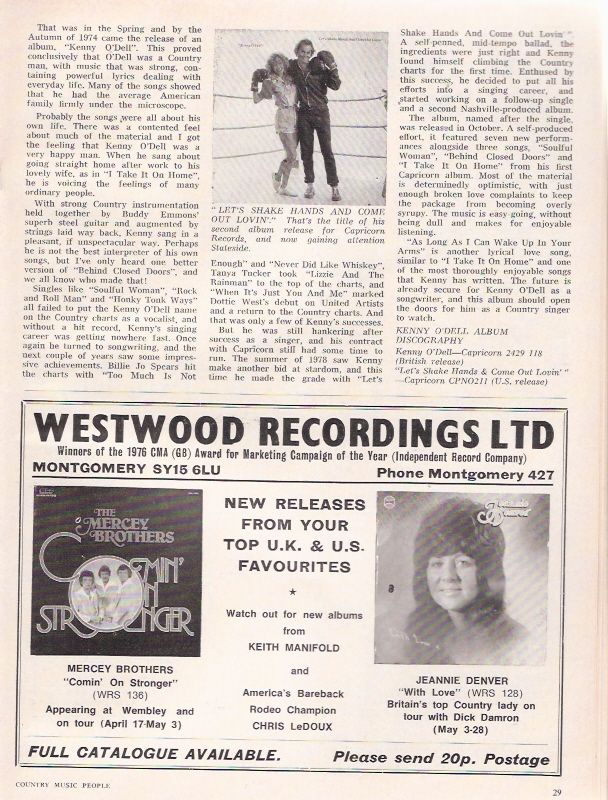 That was in the Spring and by the
Autumn of 1974 came the release of an
album, "Kenny O'Dell". This proved
conclusively that O'Dell was a Country
man, with music that was strong, con-
taining powerful lyrics dealing with
everyday life. Many of the songs showed
that he had the average American
family firmly under the microscope.
Probably the songs were all about his
own life. There was a contented feel
about much of the material and I got
the feeling that Kenny O'Dell was a
very happy man. When he sang about
going straight home after work to his
lovely wife, as in "I Take It On Home",
he is voicing the feelings of many
ordinary people.
With strong Country instrumentation
held together by Buddy Emmons'
superb steel guitar and augmented by
strings laid way back, Kenny sang in a
pleasant, if unspectacular way. Perhaps
he is not the best interpreter of his own
songs, but I've only heard one better
version of "Behind Closed Doors", and
we all know who made that!
Singles like "Soulful Woman", "Rock
and Roll Man" and "Honky Tonk Ways"
all failed to put the Kenny O'Dell name
on the Country charts as a vocalist, and
without a hit record, Kenny's singing
career was getting nowhere fast. Once
again he turned to songwriting, and the
next couple of years saw some impres-
sive achievements. Billie Jo Spears hit
the charts with "Too Much Is Not
"LET'S SHAKE HANDS AND COME
OUT LOVIN'." That's the title of his
second album release for Capricorn
Records, and now gaining attention
Stateside.
Enough" and "Never Did Like Whiskey",
Tanya Tucker took "Lizzie And The
Rainman" to the top of the charts, and
"When It's Just You And Me" marked
Dottie West's debut on United Artists
and a return to the Country charts. And
that was only a few of Kenny's successes.
But he was still hankering after
success as a singer, and his contract
with Capricorn still had some time to
run. The summer of 1978 saw Kenny
make another bid at stardom, and this
time he made the grade with "Let's
Shake Hands And Come Out Lovin'".
A self-penned, mid-tempo ballad, the
ingredients were just right and Kenny
found himself climbing the Country
charts for the first time. Enthused by
this success, he decided to put all his
efforts into a singing career, and
started working on a follow-up single
and a second Nashville-produced album.
The album, named after the single,
was released in October. A self-produced
effort, it featured seven new perform-
ances alongside three songs, "Soulful
Woman", "Behind Closed Doors" and
"I Take It On Home" from his first
Capricorn album. Most of the material
is determinedly optimistic, with just
enough broken love complaints to keep
the package from becoming overly
syrupy. The music is easy-going, without
being dull and makes for enjoyable
listening.
"As Long As I Can Wake Up In Your
Arms" is another lyrical love song,
similar to "I Take It On Home" and one
of the most thoroughly enjoyable songs
that Kenny has written. The future is
already secure for Kenny O'Dell as a
songwriter, and this album should open
the doors for him as a Country singer
to watch.
KENNY O'DELL ALBUM
DISCOGRAPHY
Kenny O'Dell—Capricorn 2429 118
(British release)
"Let's Shake Hands & Come Out Lovin'"
—Capricorn CPNO211 (U.S. release)
WESTWOOD RECORDINGS LTD
Winners of the 1976 CMA (GB) Award for Marketing Campaign of the Year (Independent Record Company)
MONTGOMERY SY15 6LU
Phone Montgomery 427
THE
MERCEY
BROTHERS
COMIN'
ON
STRONGER
MERCEY BROTHERS
"Comin' On Stronger"
(WRS 136)
Appearing at Wembley and
on tour (April 17-May 3)
NEW RELEASES
FROM YOUR
TOP U.K. & U.S.
FAVOURITES
★
Watch out for new albums
from
KEITH MANIFOLD
and
America's Bareback
Rodeo Champion
CHRIS LeDOUX
Jeannie
Denver
With Love
JEANNIE DENVER
"With Love" (WRS 128)
Britain's top Country lady on
tour with Dick Damron
(May 3-28)
FULL CATALOGUE AVAILABLE.
Please send 20p. Postage
COUNTRY MUSIC PEOPLE
29